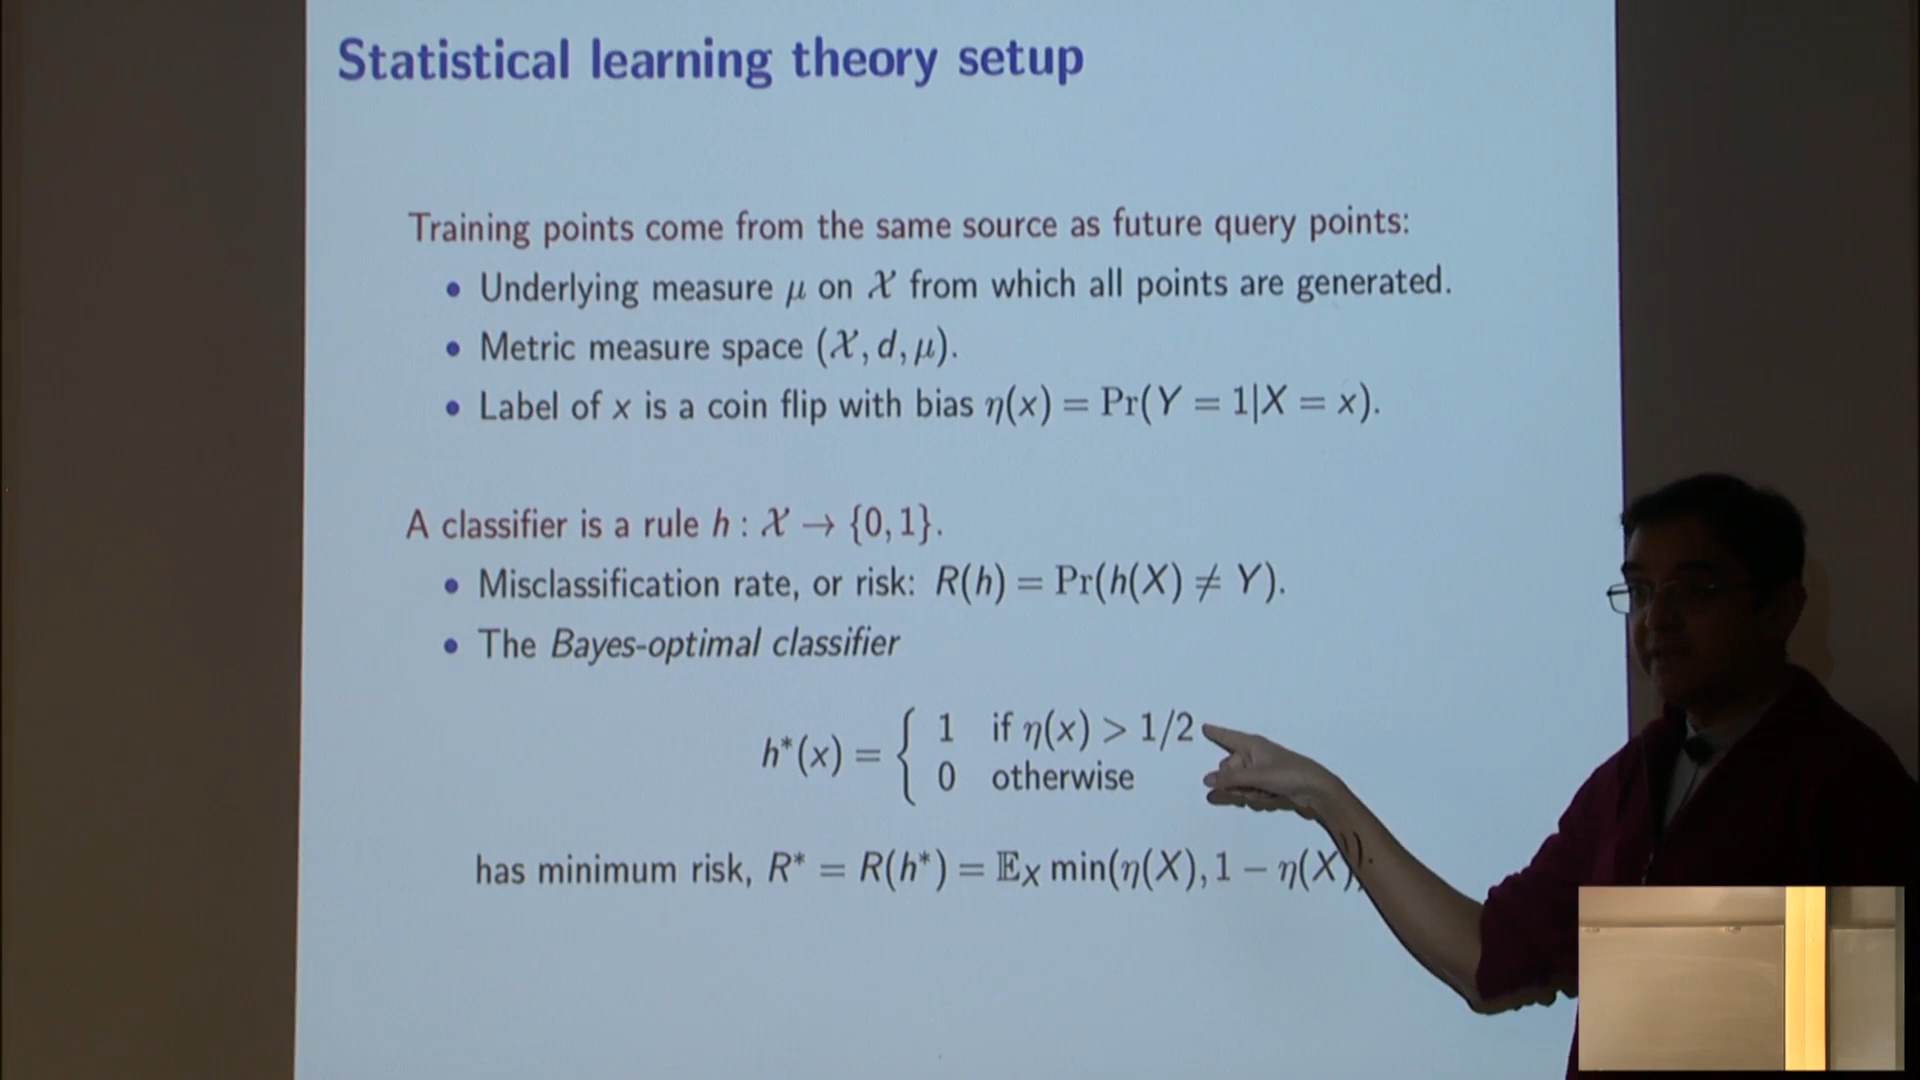 Statistical learning theory setup
Training points come from the same source as future query points:
• Underlying measure μ on 𝒳 from which all points are generated.
• Metric measure space (𝒳, d, μ).
• Label of x is a coin flip with bias η(x) = Pr(Y = 1|X = x).
A classifier is a rule h : 𝒳 → {0, 1}.
• Misclassification rate, or risk: R(h) = Pr(h(X) ≠ Y).
• The Bayes-optimal classifier
h*(x) = { 1 if η(x) > 1/2
0 otherwise
has minimum risk, R* = R(h*) = 𝔼_X min(η(X), 1 − η(X)).